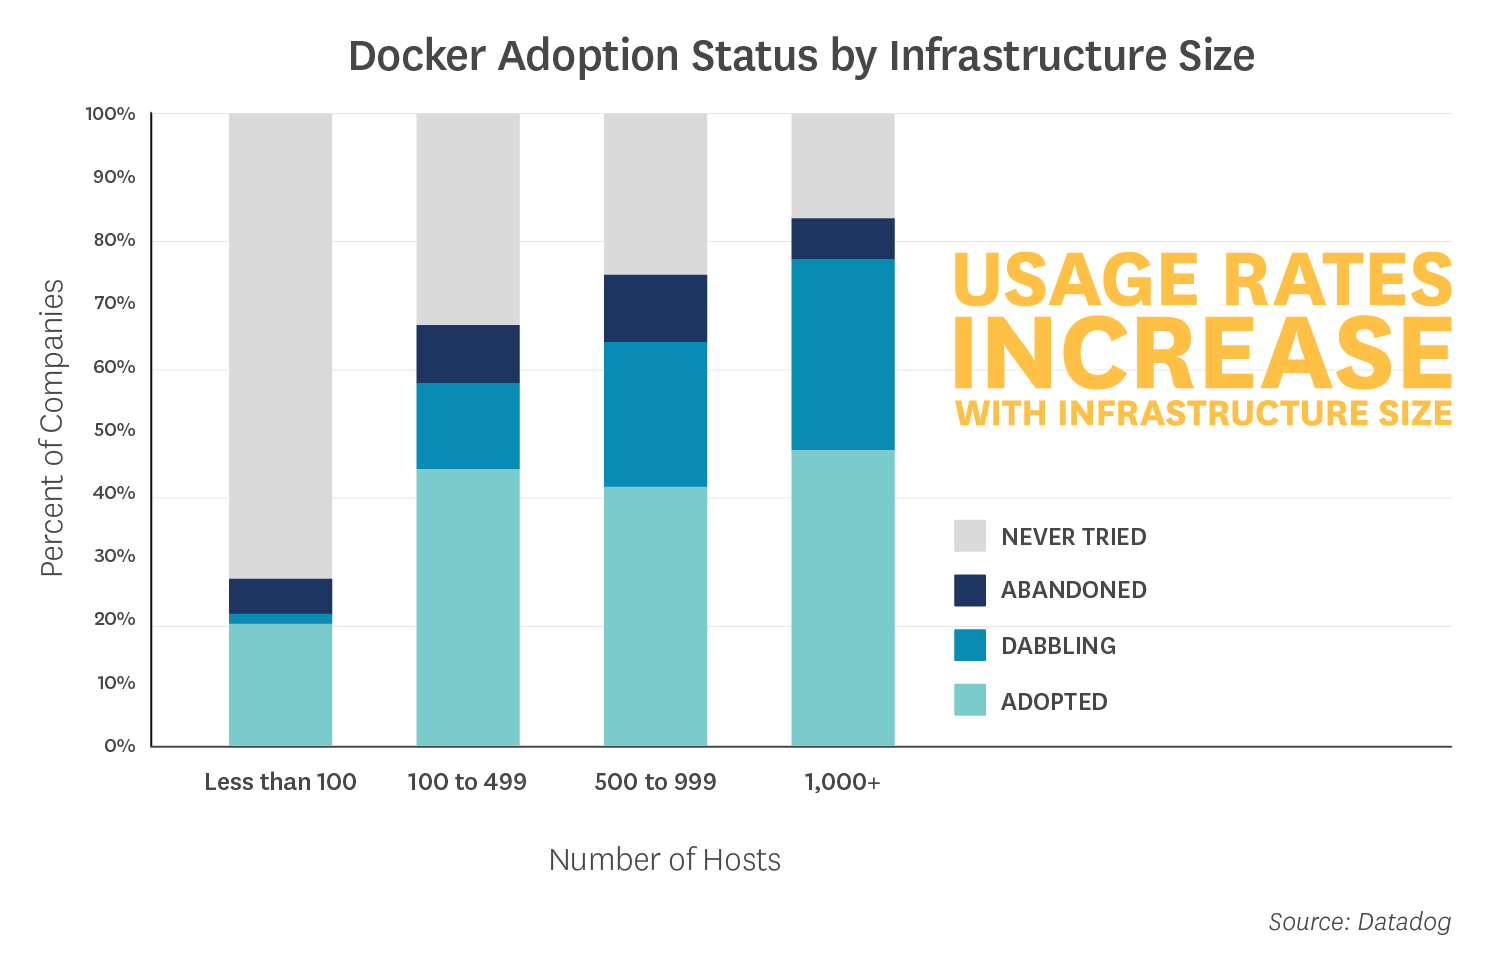 Docker Adoption Status by Infrastructure Size
Percent of Companies
100%
90%
80%
70%
60%
50%
40%
30%
20%
10%
0%
USAGE RATES
INCREASE
WITH INFRASTRUCTURE SIZE
NEVER TRIED
ABANDONED
DABBLING
ADOPTED
Less than 100
100 to 499
500 to 999
1,000+
Number of Hosts
Source: Datadog